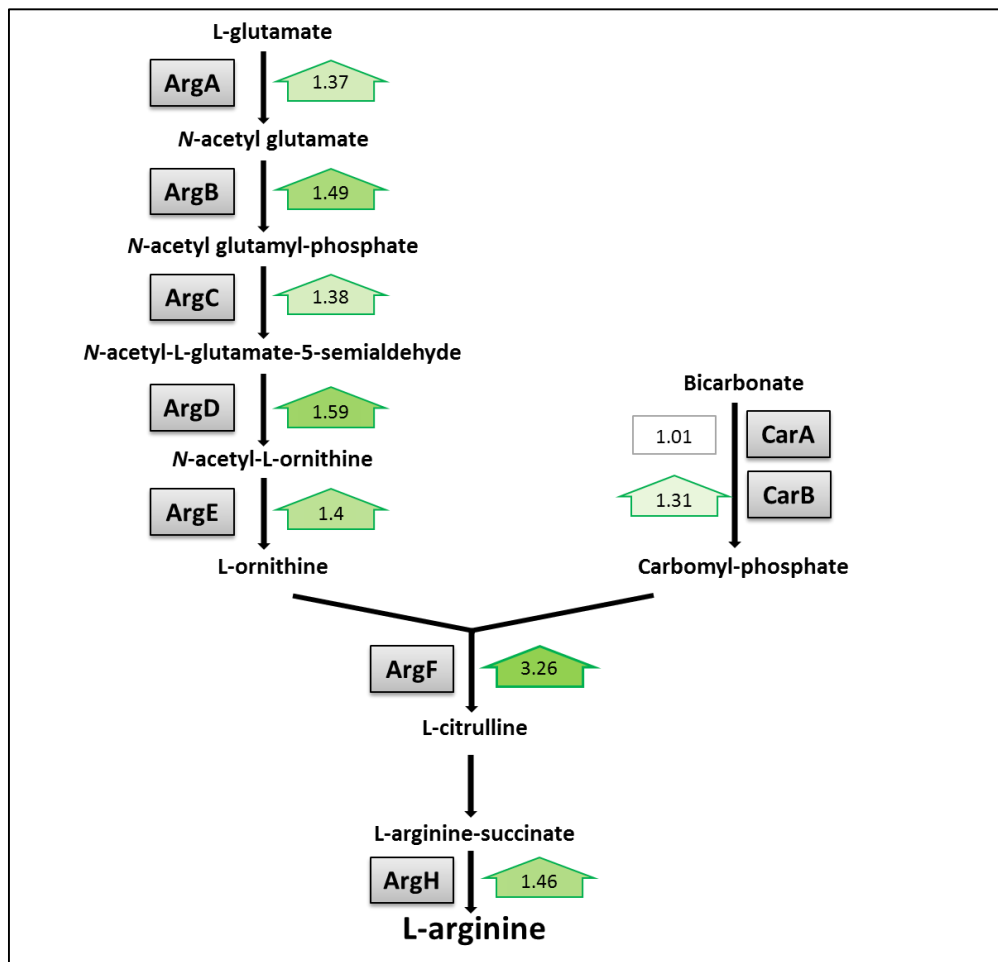 L-glutamate
ArgA
1.37
N-acetyl glutamate
ArgB
1.49
N-acetyl glutamyl-phosphate
ArgC
1.38
N-acetyl-L-glutamate-5-semialdehyde
ArgD
1.59
N-acetyl-L-ornithine
ArgE
1.4
L-ornithine
Bicarbonate
1.01
CarA
1.31
CarB
Carbomyl-phosphate
ArgF
3.26
L-citrulline
L-arginine-succinate
ArgH
1.46
L-arginine